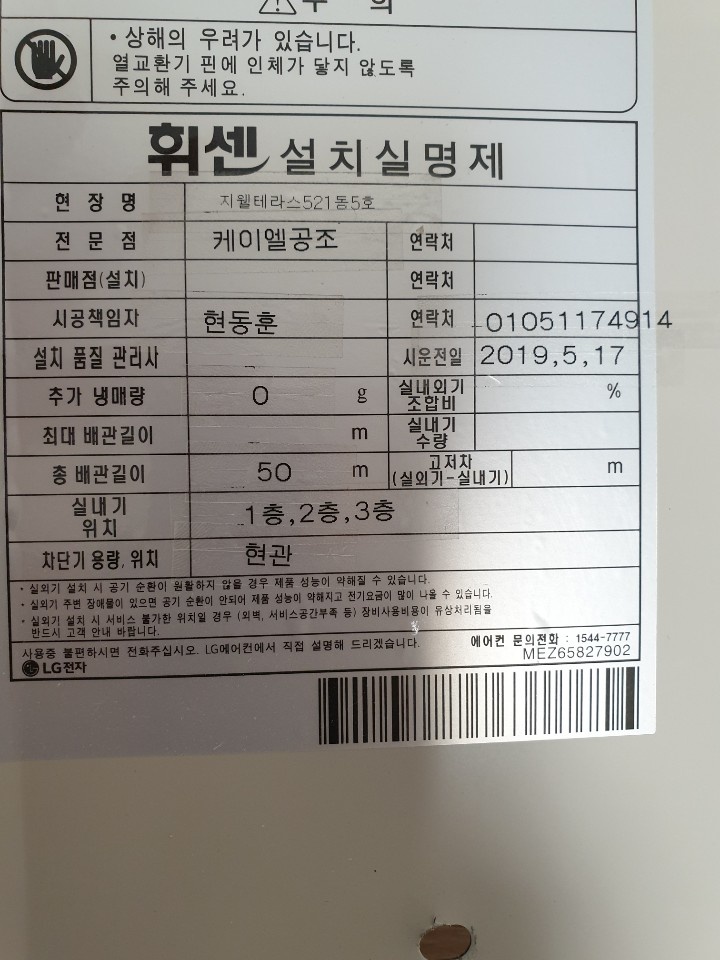 주 의
• 상해의 우려가 있습니다.
열교환기 핀에 인체가 닿지 않도록
주의해 주세요.
휘센 설치실명제
현 장 명 지웰테라스521동5호
전 문 점 케이엘공조 연락처
판매점(설치) 연락처
시공책임자 현동훈 연락처 01051174914
설치 품질 관리사 시운전일 2019,5,17
추가 냉매량 0 g 실내외기 조합비 %
최대 배관길이 m 실내기 수량
총 배관길이 50 m 고저차 (실외기-실내기) m
실내기 위치 1층,2층,3층
차단기 용량, 위치 현관
• 실외기 설치 시 공기 순환이 원활하지 않을 경우 제품 성능이 약해질 수 있습니다.
• 실외기 주변 장애물이 있으면 공기 순환이 안되어 제품 성능이 약해지고 전기요금이 많이 나올 수 있습니다.
• 실외기 설치 시 서비스 불가한 위치일 경우 (외벽, 서비스공간부족 등) 장비사용비용이 유상처리됨을
반드시 고객 안내 바랍니다.
사용중 불편하시면 전화주십시오. LG에어컨에서 직접 설명해 드리겠습니다. 에어컨 문의전화 : 1544-7777
LG전자 MEZ65827902